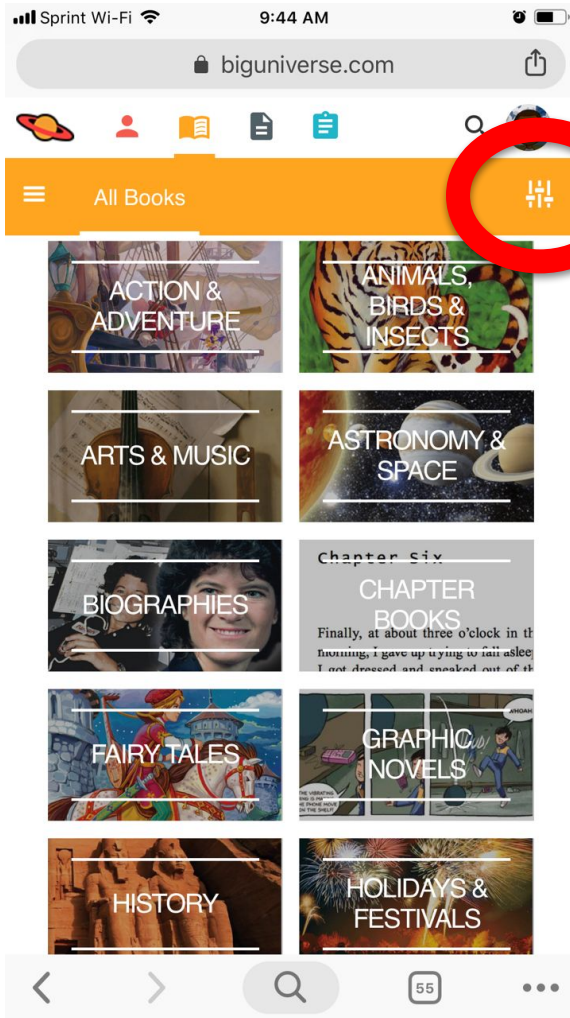 Sprint Wi-Fi 9:44 AM
biguniverse.com
All Books
ACTION &
ADVENTURE
ANIMALS,
BIRDS &
INSECTS
ARTS & MUSIC
ASTRONOMY &
SPACE
BIOGRAPHIES
Chapter Six
CHAPTER
BOOKS
Finally, at about three o'clock in th
morning, I gave up trying to fall aslee
I got dressed and sneaked out of th
FAIRY TALES
WHOAH
GRAPHIC
NOVELS
HISTORY
HOLIDAYS &
FESTIVALS
55